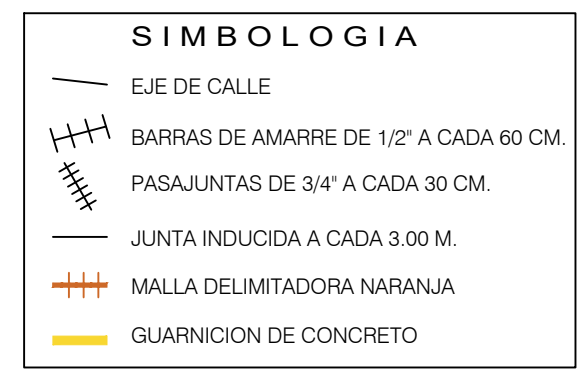 SIMBOLOGIA
EJE DE CALLE
BARRAS DE AMARRE DE 1/2" A CADA 60 CM.
PASAJUNTAS DE 3/4" A CADA 30 CM.
JUNTA INDUCIDA A CADA 3.00 M.
MALLA DELIMITADORA NARANJA
GUARNICION DE CONCRETO